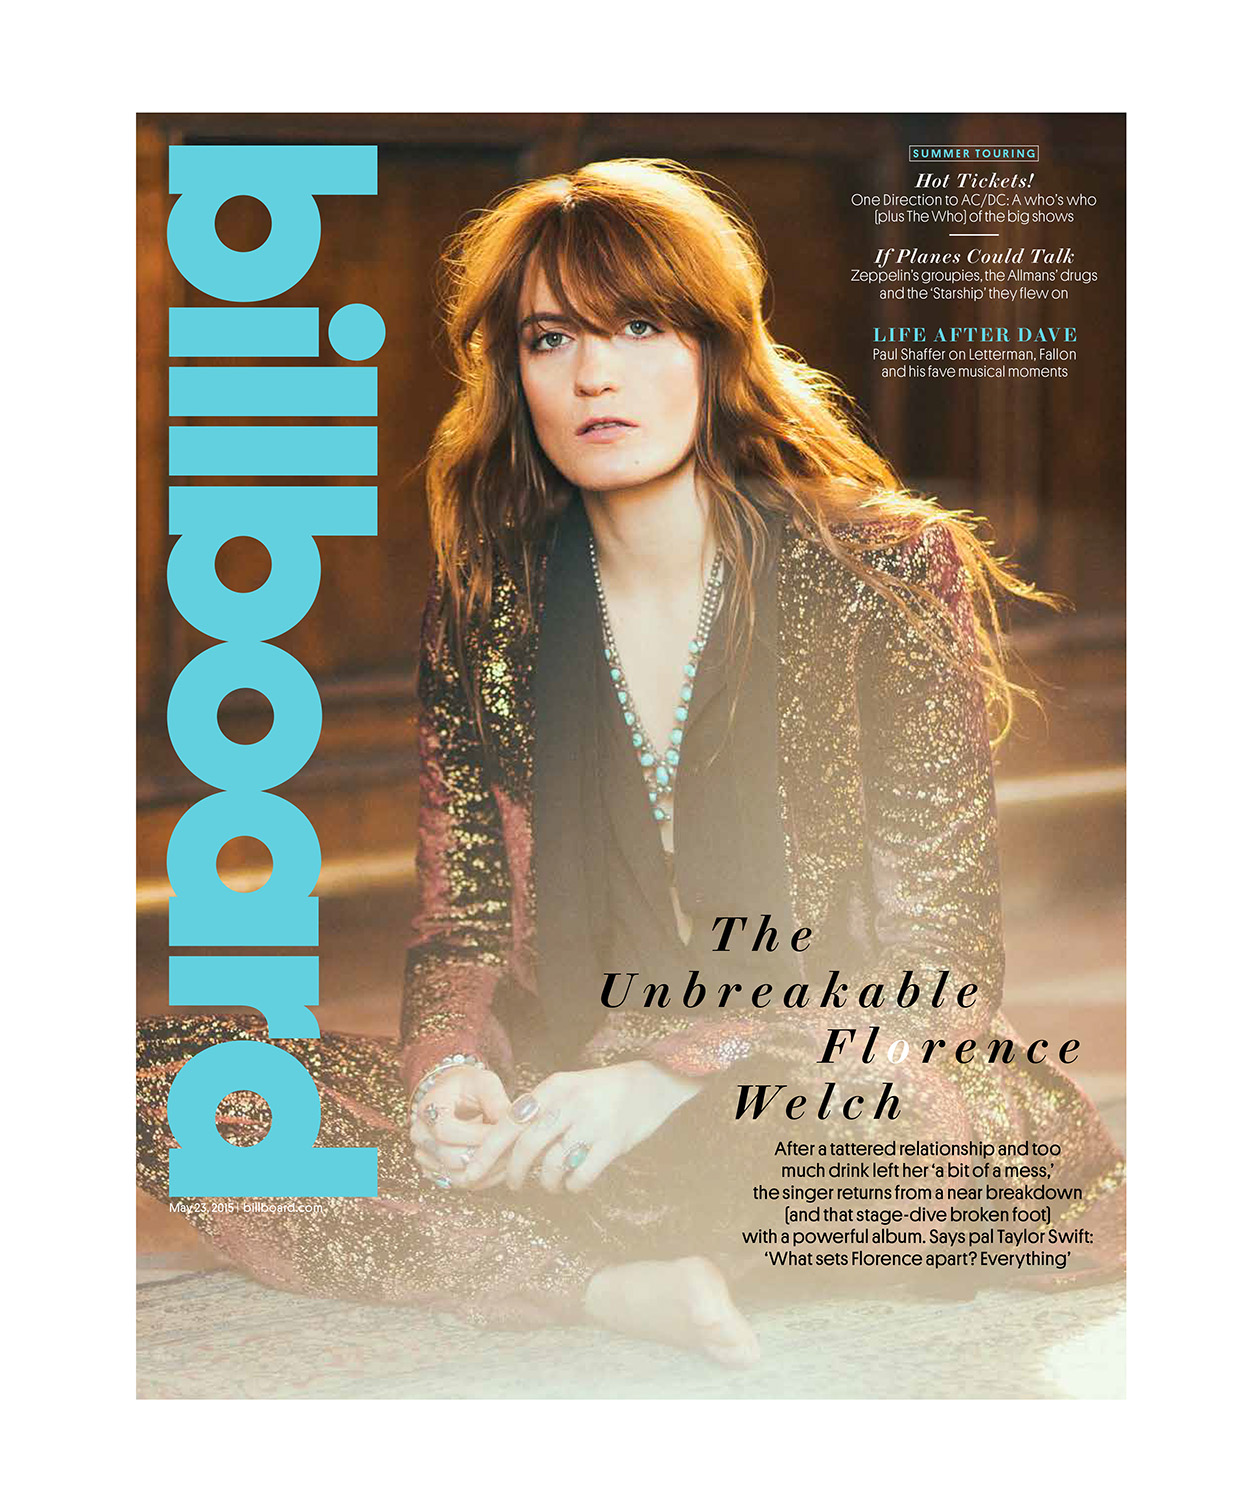 billboard
SUMMER TOURING
Hot Tickets!
One Direction to AC/DC: A who's who
(plus The Who) of the big shows
If Planes Could Talk
Zeppelin's groupies, the Allmans' drugs
and the 'Starship' they flew on
LIFE AFTER DAVE
Paul Shaffer on Letterman, Fallon
and his fave musical moments
The
Unbreakable
Florence
Welch
After a tattered relationship and too
much drink left her 'a bit of a mess,'
the singer returns from a near breakdown
(and that stage-dive broken foot)
with a powerful album. Says pal Taylor Swift:
'What sets Florence apart? Everything'
May 23, 2015 | billboard.com